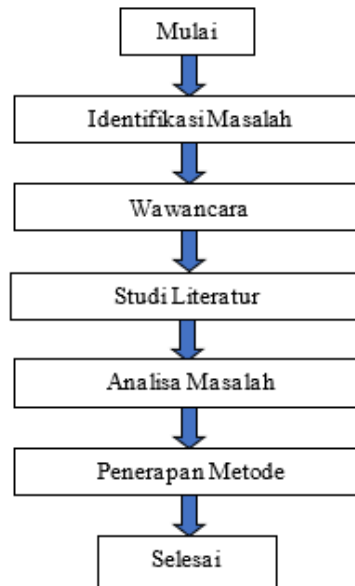 Mulai
Identifikasi Masalah
Wawancara
Studi Literatur
Analisa Masalah
Penerapan Metode
Selesai